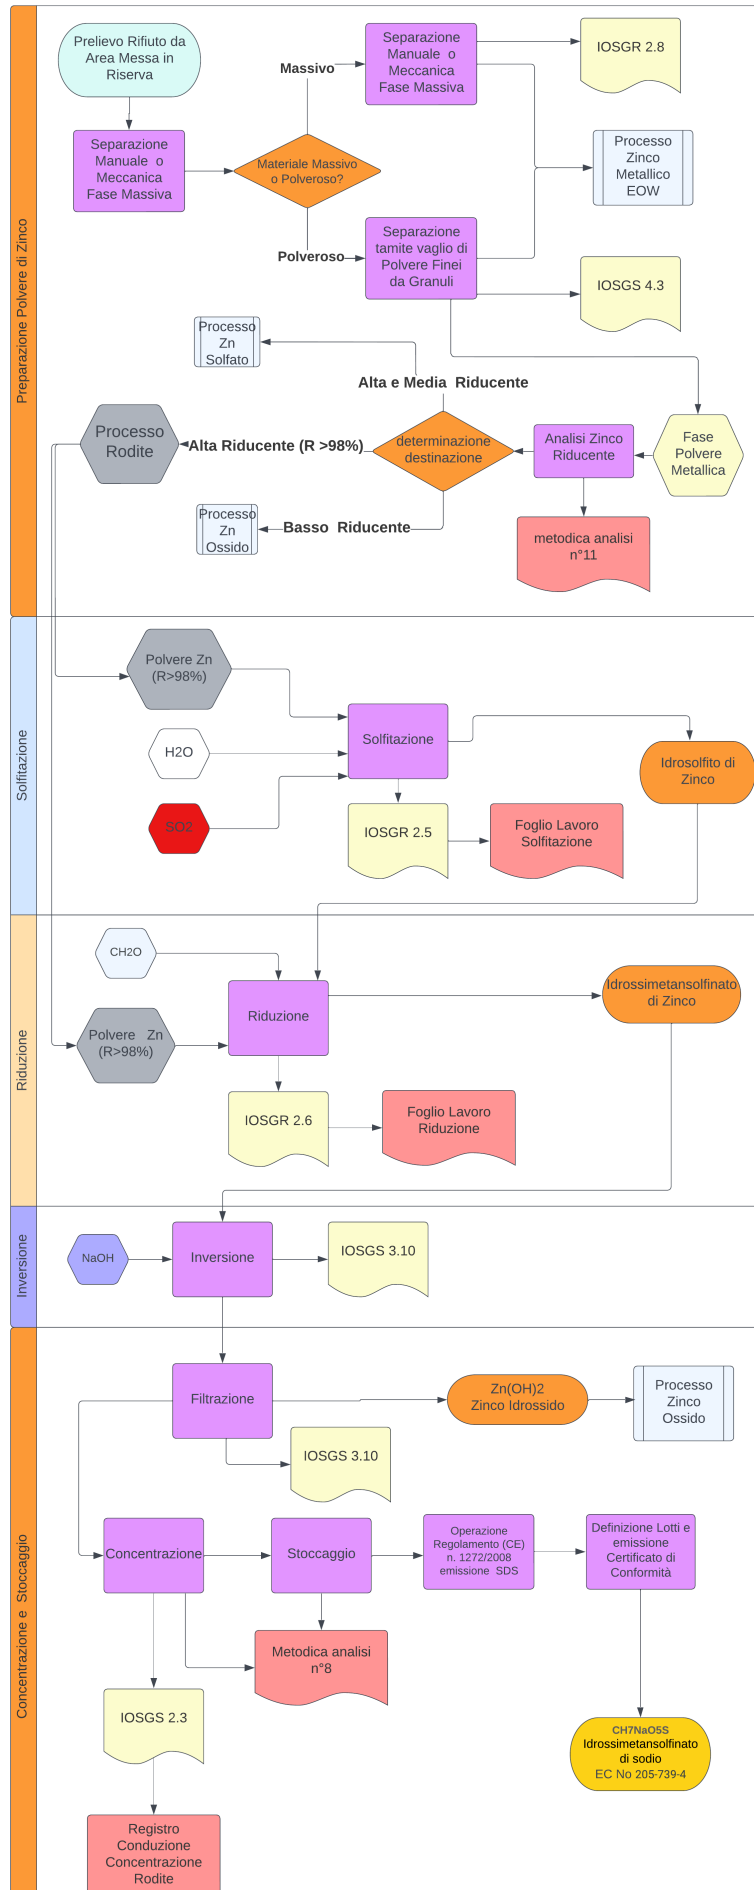 Preparazione Polvere di Zinco
Prelievo Rifiuto da
Area Messa in
Riserva
Separazione
Manuale o
Meccanica
Fase Massiva
Materiale Massivo
o Polveroso?
Massivo
Separazione
Manuale o
Meccanica
Fase Massiva
IOSGR 2.8
Processo
Zinco
Metallico
EOW
Polveroso
Separazione
tamite vaglio di
Polvere Finei
da Granuli
IOSGS 4.3
Processo
Zn
Solfato
Alta e Media Riducente
Processo
Rodite
Alta Riducente (R >98%)
determinazione
destinazione
Analisi Zinco
Riducente
Fase
Polvere
Metallica
Processo
Zn
Ossido
Basso Riducente
metodica analisi
n°11
Solfitazione
Polvere Zn
(R>98%)
H2O
SO2
Solfitazione
Idrosolfito di
Zinco
IOSGR 2.5
Foglio Lavoro
Solfitazione
Riduzione
CH2O
Polvere Zn
(R>98%)
Riduzione
Idrossimetansolfinato
di Zinco
IOSGR 2.6
Foglio Lavoro
Riduzione
Inversione
NaOH
Inversione
IOSGS 3.10
Concentrazione e Stoccaggio
Filtrazione
Zn(OH)2
Zinco Idrossido
Processo
Zinco
Ossido
IOSGS 3.10
Concentrazione
Stoccaggio
Operazione
Regolamento (CE)
n. 1272/2008
emissione SDS
Definizione Lotti e
emissione
Certificato di
Conformità
Metodica analisi
n°8
IOSGS 2.3
CH7NaO5S
Idrossimetansolfinato
di sodio
EC No 205-739-4
Registro
Conduzione
Concentrazione
Rodite